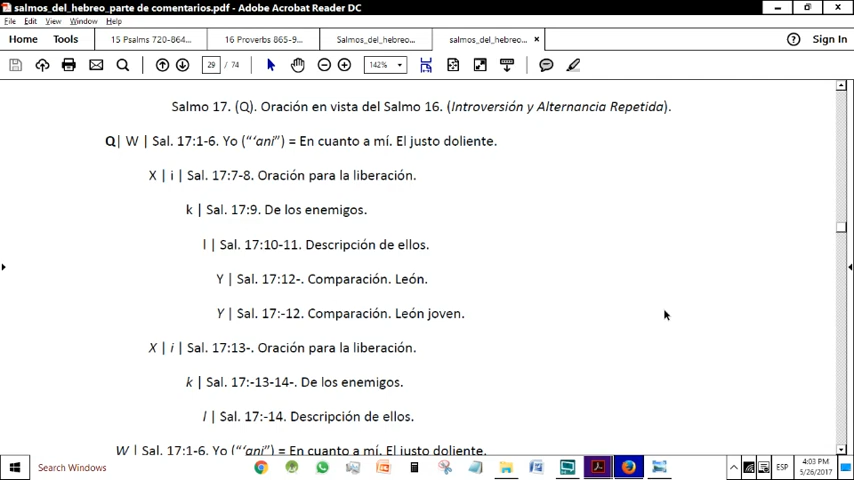 salmos_del_hebreo_parte de comentarios.pdf - Adobe Acrobat Reader DC
File Edit View Window Help
Home Tools 15 Psalms 720-864... 16 Proverbs 865-9... Salmos_del_hebreo... salmos_del_hebreo... × ? Sign In
29 / 74 142%
Salmo 17. (Q). Oración en vista del Salmo 16. (Introversión y Alternancia Repetida).
Q| W | Sal. 17:1-6. Yo (“‘ani”) = En cuanto a mí. El justo doliente.
X | i | Sal. 17:7-8. Oración para la liberación.
k | Sal. 17:9. De los enemigos.
l | Sal. 17:10-11. Descripción de ellos.
Y | Sal. 17:12-. Comparación. León.
Y | Sal. 17:-12. Comparación. León joven.
X | i | Sal. 17:13-. Oración para la liberación.
k | Sal. 17:-13-14-. De los enemigos.
l | Sal. 17:-14. Descripción de ellos.
W | Sal. 17:1-6. Yo (“‘ani”) = En cuanto a mí. El justo doliente.
Search Windows
ESP
4:03 PM
5/26/2017